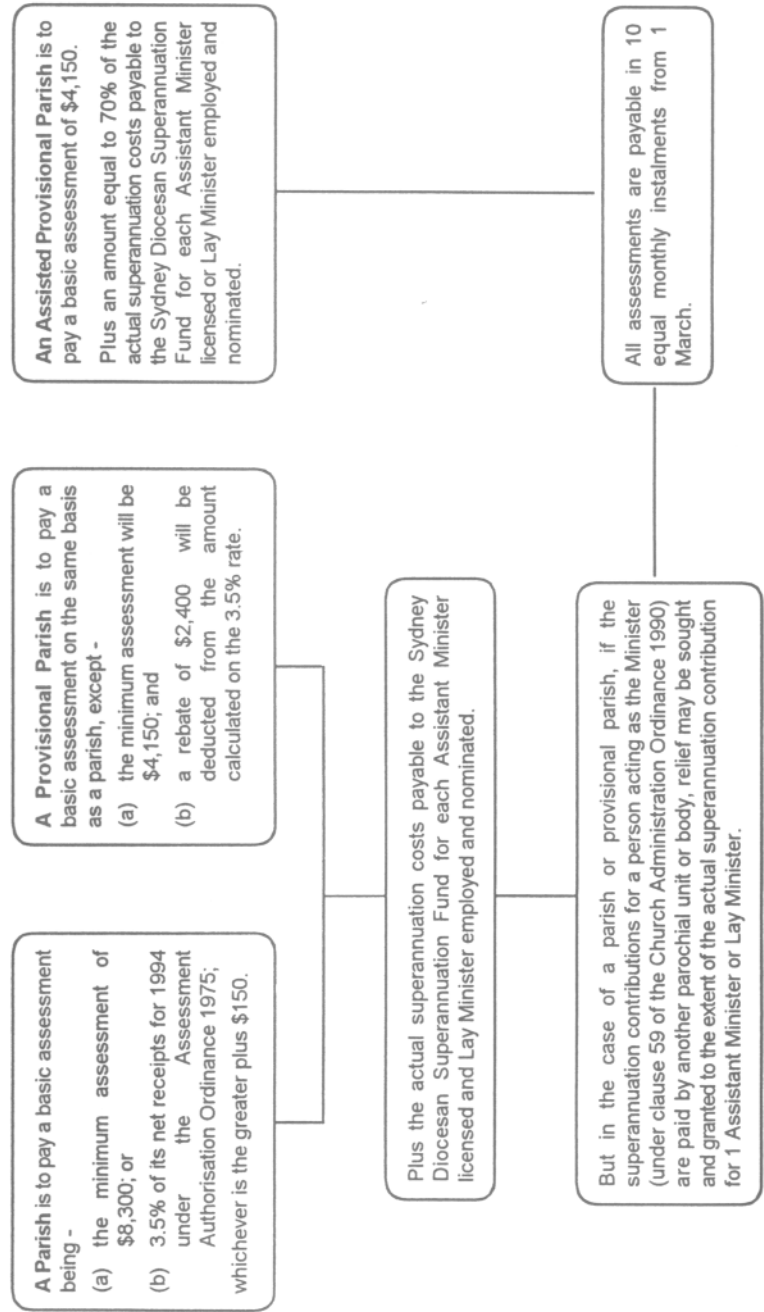 A Parish is to pay a basic assessment
being -
(a) the minimum assessment of
$8,300; or
(b) 3.5% of its net receipts for 1994
under the Assessment
Authorisation Ordinance 1975;
whichever is the greater plus $150.
A Provisional Parish is to pay a
basic assessment on the same basis
as a parish, except -
(a) the minimum assessment will be
$4,150; and
(b) a rebate of $2,400 will be
deducted from the amount
calculated on the 3.5% rate.
An Assisted Provisional Parish is to
pay a basic assessment of $4,150.
Plus an amount equal to 70% of the
actual superannuation costs payable to
the Sydney Diocesan Superannuation
Fund for each Assistant Minister
licensed or Lay Minister employed and
nominated.
Plus the actual superannuation costs payable to the Sydney
Diocesan Superannuation Fund for each Assistant Minister
licensed and Lay Minister employed and nominated.
But in the case of a parish or provisional parish, if the
superannuation contributions for a person acting as the Minister
(under clause 59 of the Church Administration Ordinance 1990)
are paid by another parochial unit or body, relief may be sought
and granted to the extent of the actual superannuation contribution
for 1 Assistant Minister or Lay Minister.
All assessments are payable in 10
equal monthly instalments from 1
March.